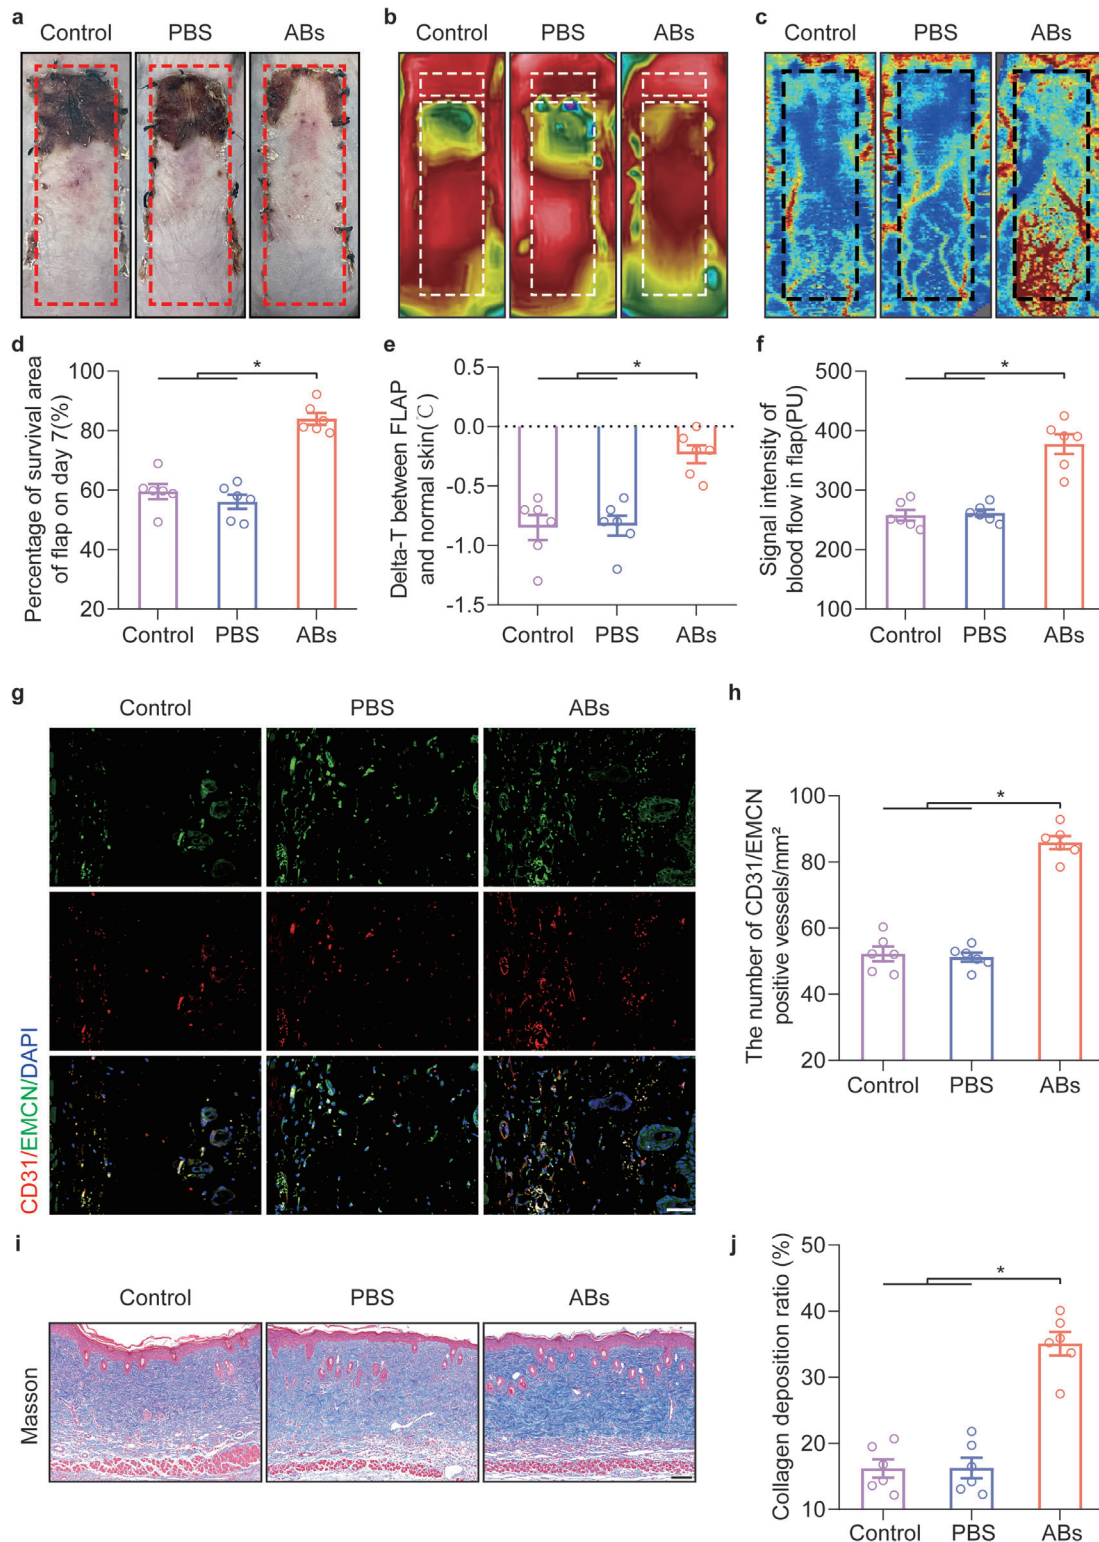 a
Control PBS ABs
b
Control PBS ABs
c
Control PBS ABs
d
Percentage of survival area
of flap on day 7(%)
100
80
60
40
20
*
Control PBS ABs
e
Delta-T between FLAP
and normal skin(℃)
0.5
0.0
-0.5
-1.0
-1.5
*
Control PBS ABs
f
Signal intensity of
blood flow in flap(PU)
500
400
300
200
100
*
Control PBS ABs
g
Control PBS ABs
CD31/EMCN/DAPI
h
The number of CD31/EMCN
positive vessels/mm²
100
80
60
40
20
*
Control PBS ABs
i
Control PBS ABs
Masson
j
Collagen deposition ratio (%)
50
40
30
20
10
*
Control PBS ABs